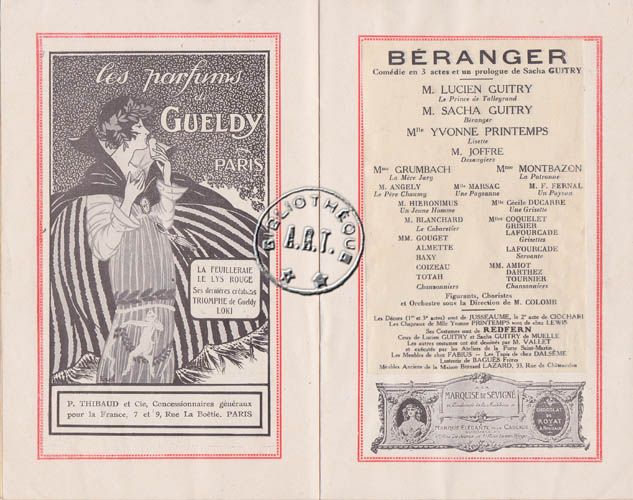 les parfums
de
GUELDY
PARIS
LA FEUILLERAIE
LE LYS ROUGE
Ses dernières créations
TRIOMPHE de Gueldy
LOKI
P. THIBAUD et Cie, Concessionnaires généraux
pour la France, 7 et 9, Rue La Boëtie. PARIS
BIBLIOTHÈQUE
A.R.T.
BÉRANGER
Comédie en 3 actes et un prologue de Sacha GUITRY
M. LUCIEN GUITRY
Le Prince de Talleyrand
M. SACHA GUITRY
Béranger
Mlle YVONNE PRINTEMPS
Lisette
M. JOFFRE
Desaugiers
Mme GRUMBACH Mme MONTBAZON
La Mère Jary La Patronne
M. ANGELY Mlle MARSAC M. F. FERNAL
Le Père Chaumy Une Paysanne Un Paysan
M. HIERONIMUS Mlle Cécile DUCARRE
Un Jeune Homme Une Grisette
M. BLANCHARD Mlles COQUELET
Le Cabaretier GRISIER
MM. GOUGET LAFOURCADE
Grisettes
ALMETTE LAFOURCADE
BAXY Servante
COIZEAU MM. AMIOT
TOTAH DARTHEZ
TOURNIER
Chansonniers Chansonniers
Figurants, Choristes
et Orchestre sous la Direction de M. COLOMB
Les Décors (1er et 3e actes) sont de JUSSEAUME, le 2e acte de CIOCHARI
Les Chapeaux de Mlle Yvonne PRINTEMPS sont de chez LEWIS
Ses Costumes sont de REDFERN
Ceux de Lucien GUITRY et Sacha GUITRY de MUELLE
Les autres costumes ont été dessinés par M. VALLET
et exécutés par les Ateliers de la Porte Saint-Martin
Les Meubles de chez FABIUS - Les Tapis de chez DALSÈME
Lustrerie de BAGUÈS Frères
Meubles Anciens de la Maison Bernard LAZARD, 33, Rue de Châteaudun
MARQUISE DE SÉVIGNÉ
CHOCOLAT
DE
ROYAT